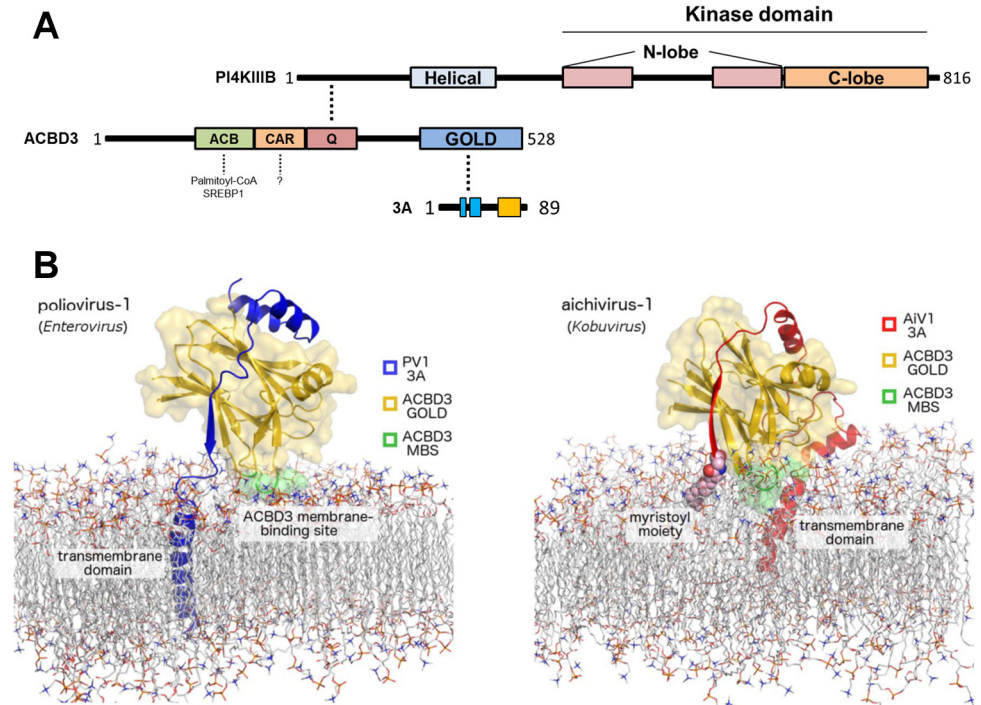 A
Kinase domain
N-lobe
PI4KIIIB 1 Helical C-lobe 816
ACBD3 1 ACB CAR Q GOLD 528
Palmitoyl-CoA ?
SREBP1
3A 1 89
B
poliovirus-1
(Enterovirus)
PV1
3A
ACBD3
GOLD
ACBD3
MBS
ACBD3 membrane-
binding site
transmembrane
domain
aichivirus-1
(Kobuvirus)
AiV1
3A
ACBD3
GOLD
ACBD3
MBS
myristoyl
moiety
transmembrane
domain